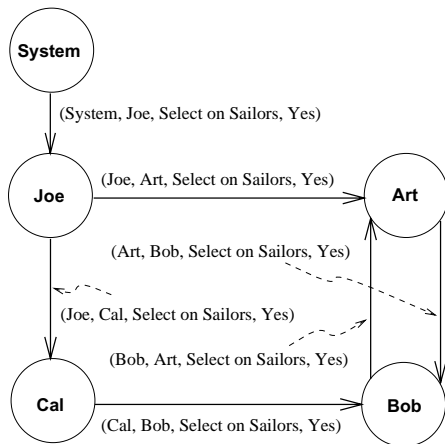 System
(System, Joe, Select on Sailors, Yes)
(Joe, Art, Select on Sailors, Yes)
Joe
Art
(Art, Bob, Select on Sailors, Yes)
(Joe, Cal, Select on Sailors, Yes)
(Bob, Art, Select on Sailors, Yes)
Cal
Bob
(Cal, Bob, Select on Sailors, Yes)